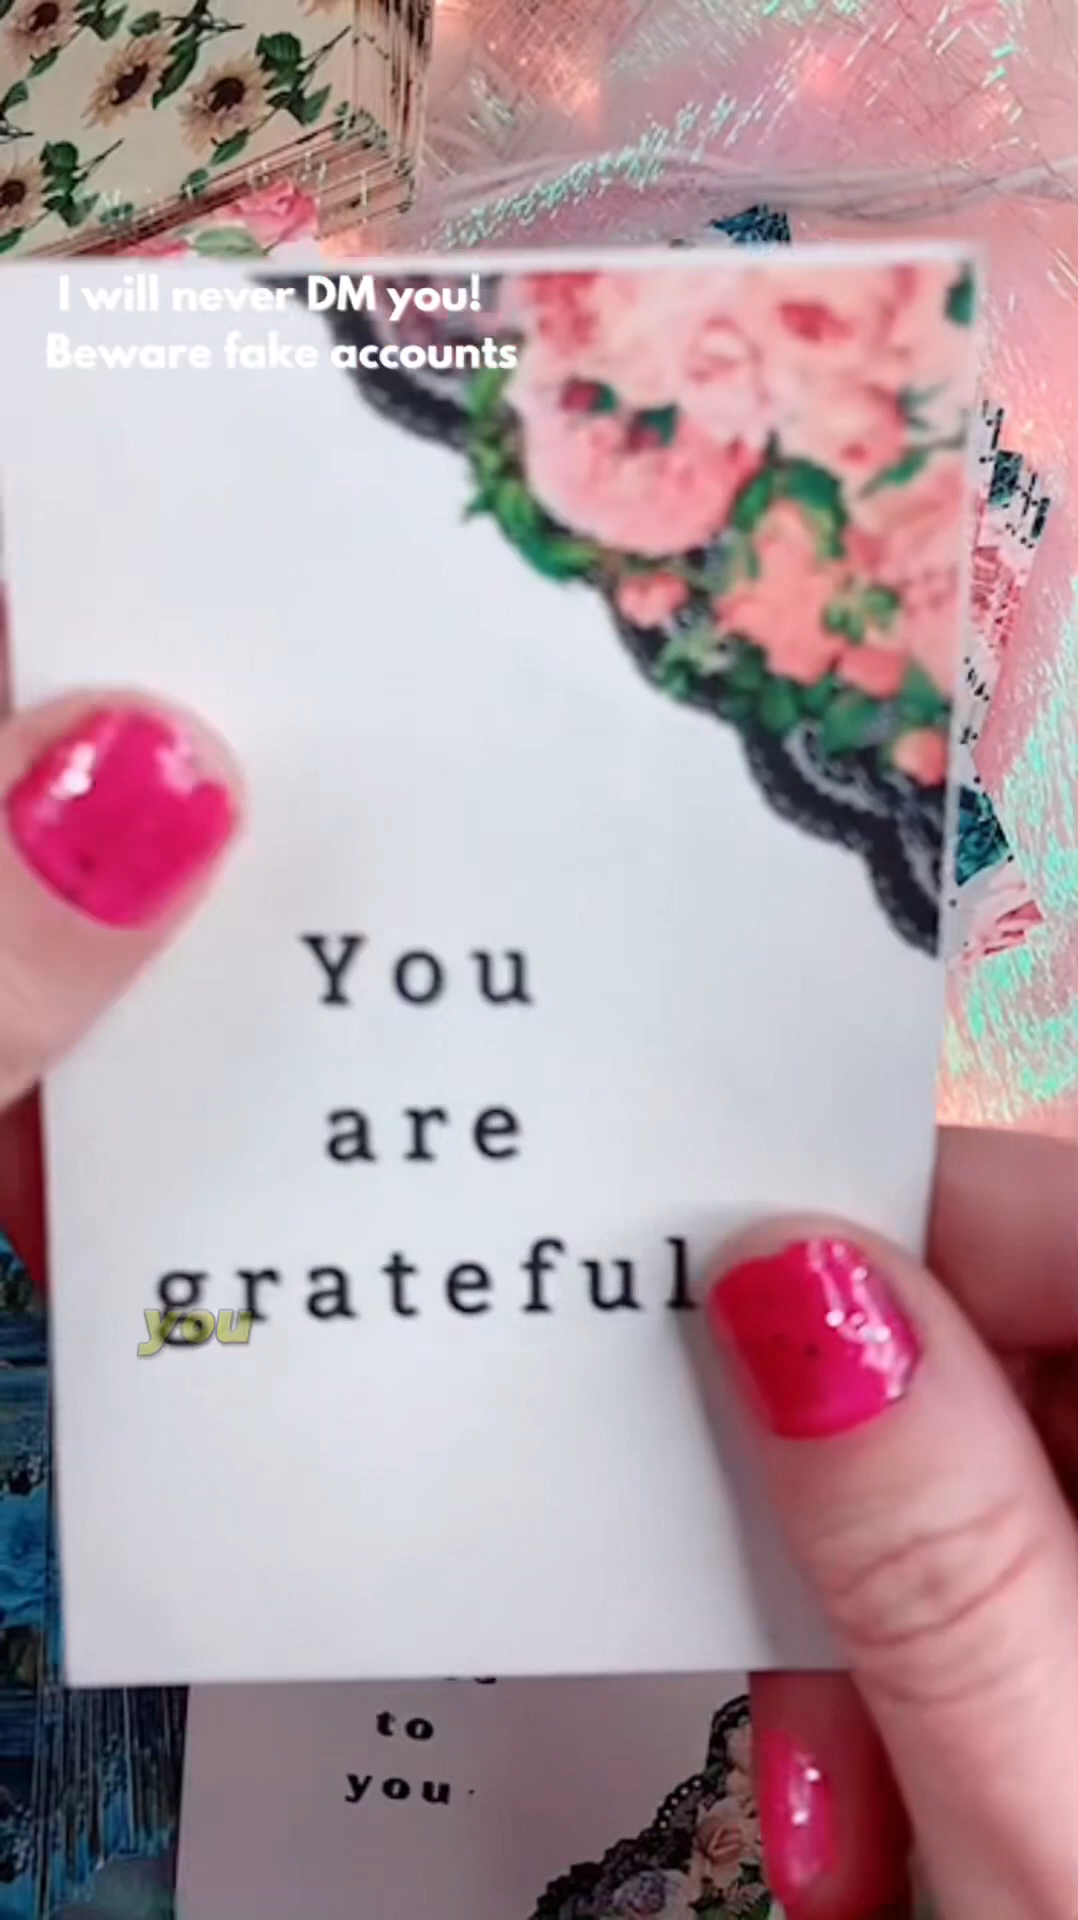 I will never DM you!
Beware fake accounts
You
are
grateful
you
to
you.